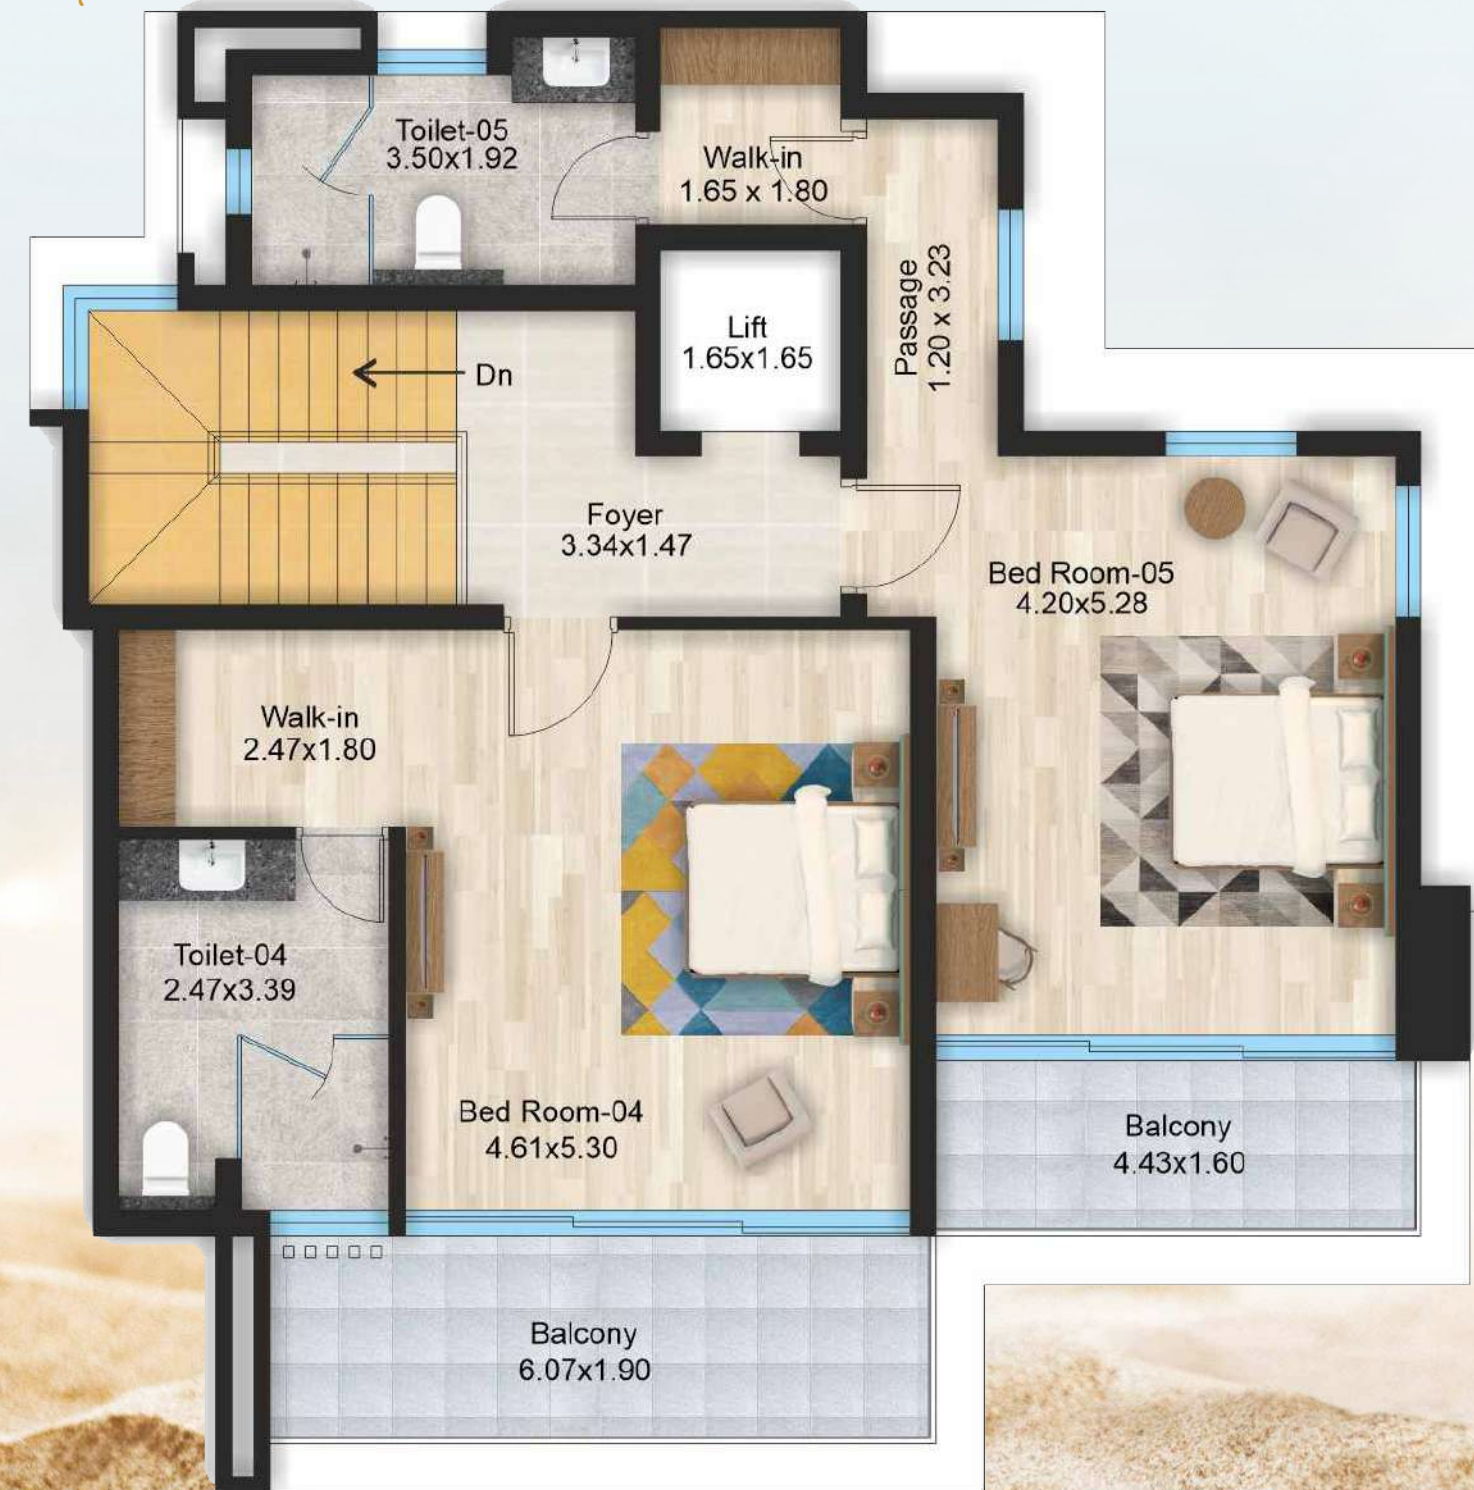 Toilet-05
3.50x1.92
Walk-in
1.65 x 1.80
Passage
1.20 x 3.23
Lift
1.65x1.65
Dn
Foyer
3.34x1.47
Bed Room-05
4.20x5.28
Walk-in
2.47x1.80
Toilet-04
2.47x3.39
Bed Room-04
4.61x5.30
Balcony
4.43x1.60
Balcony
6.07x1.90